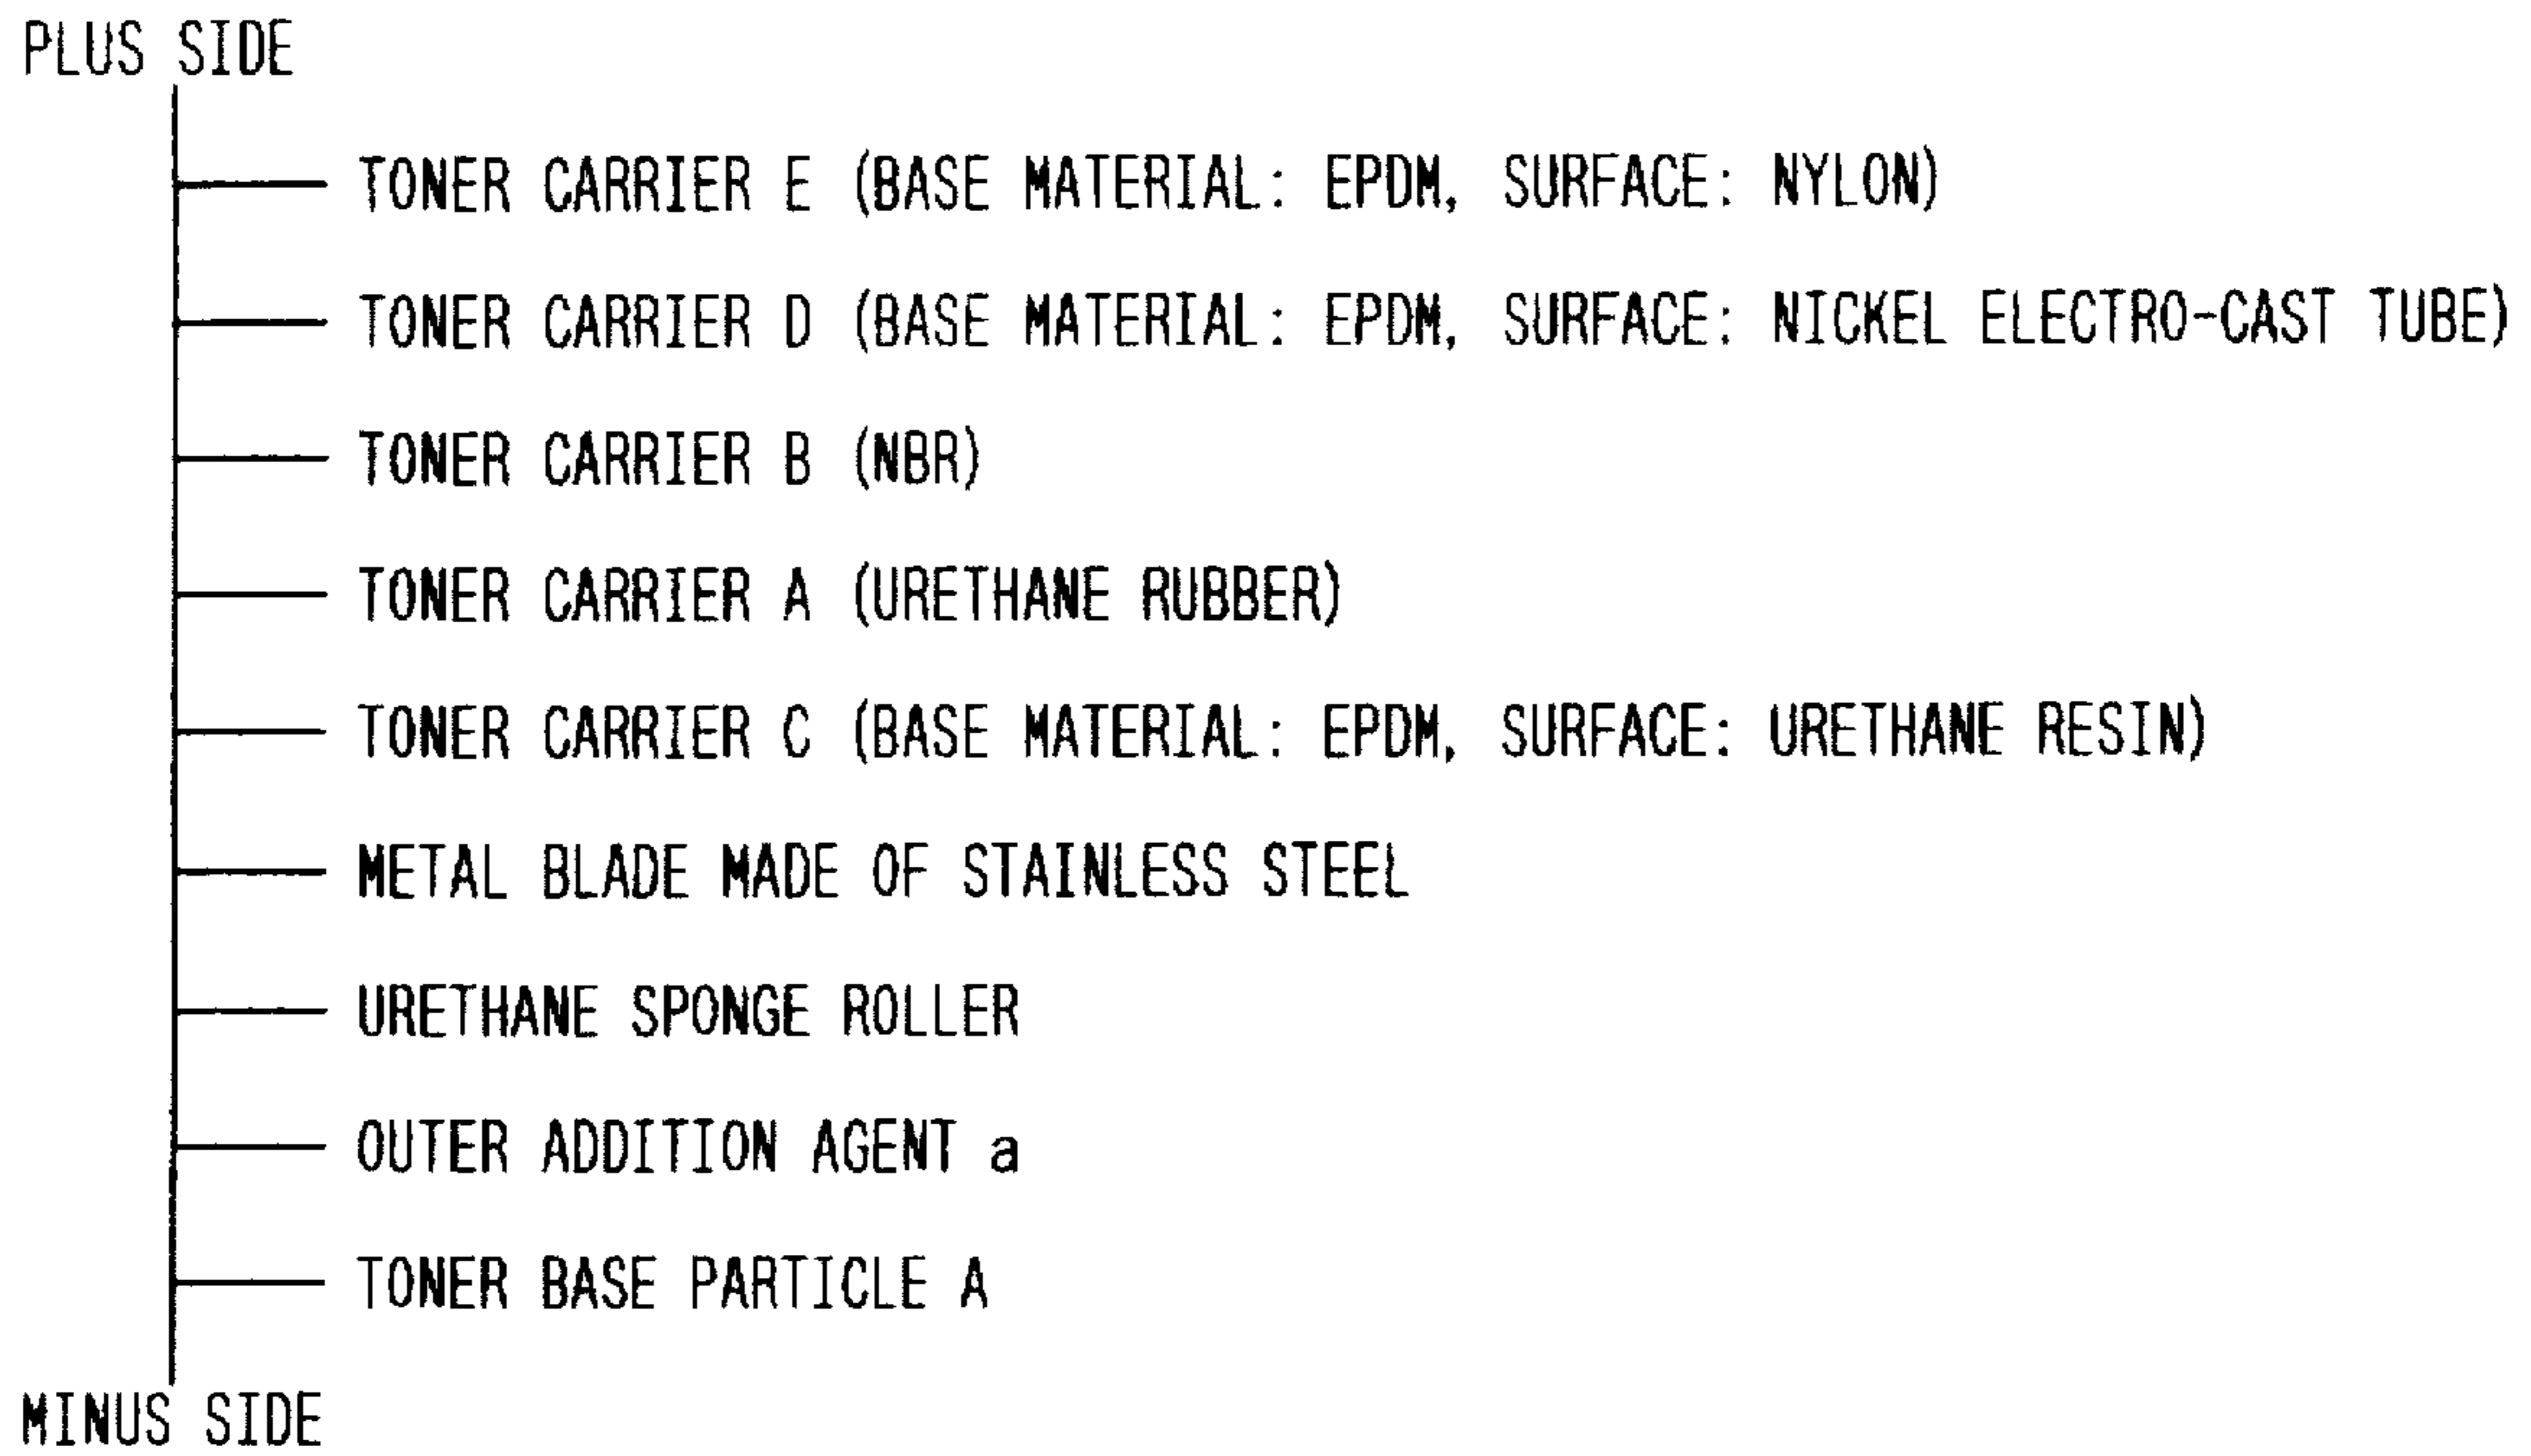 PLUS SIDE
TONER CARRIER E (BASE MATERIAL: EPDM, SURFACE: NYLON)
TONER CARRIER D (BASE MATERIAL: EPDM, SURFACE: NICKEL ELECTRO-CAST TUBE)
TONER CARRIER B (NBR)
TONER CARRIER A (URETHANE RUBBER)
TONER CARRIER C (BASE MATERIAL: EPDM, SURFACE: URETHANE RESIN)
METAL BLADE MADE OF STAINLESS STEEL
URETHANE SPONGE ROLLER
OUTER ADDITION AGENT a
TONER BASE PARTICLE A
MINUS SIDE